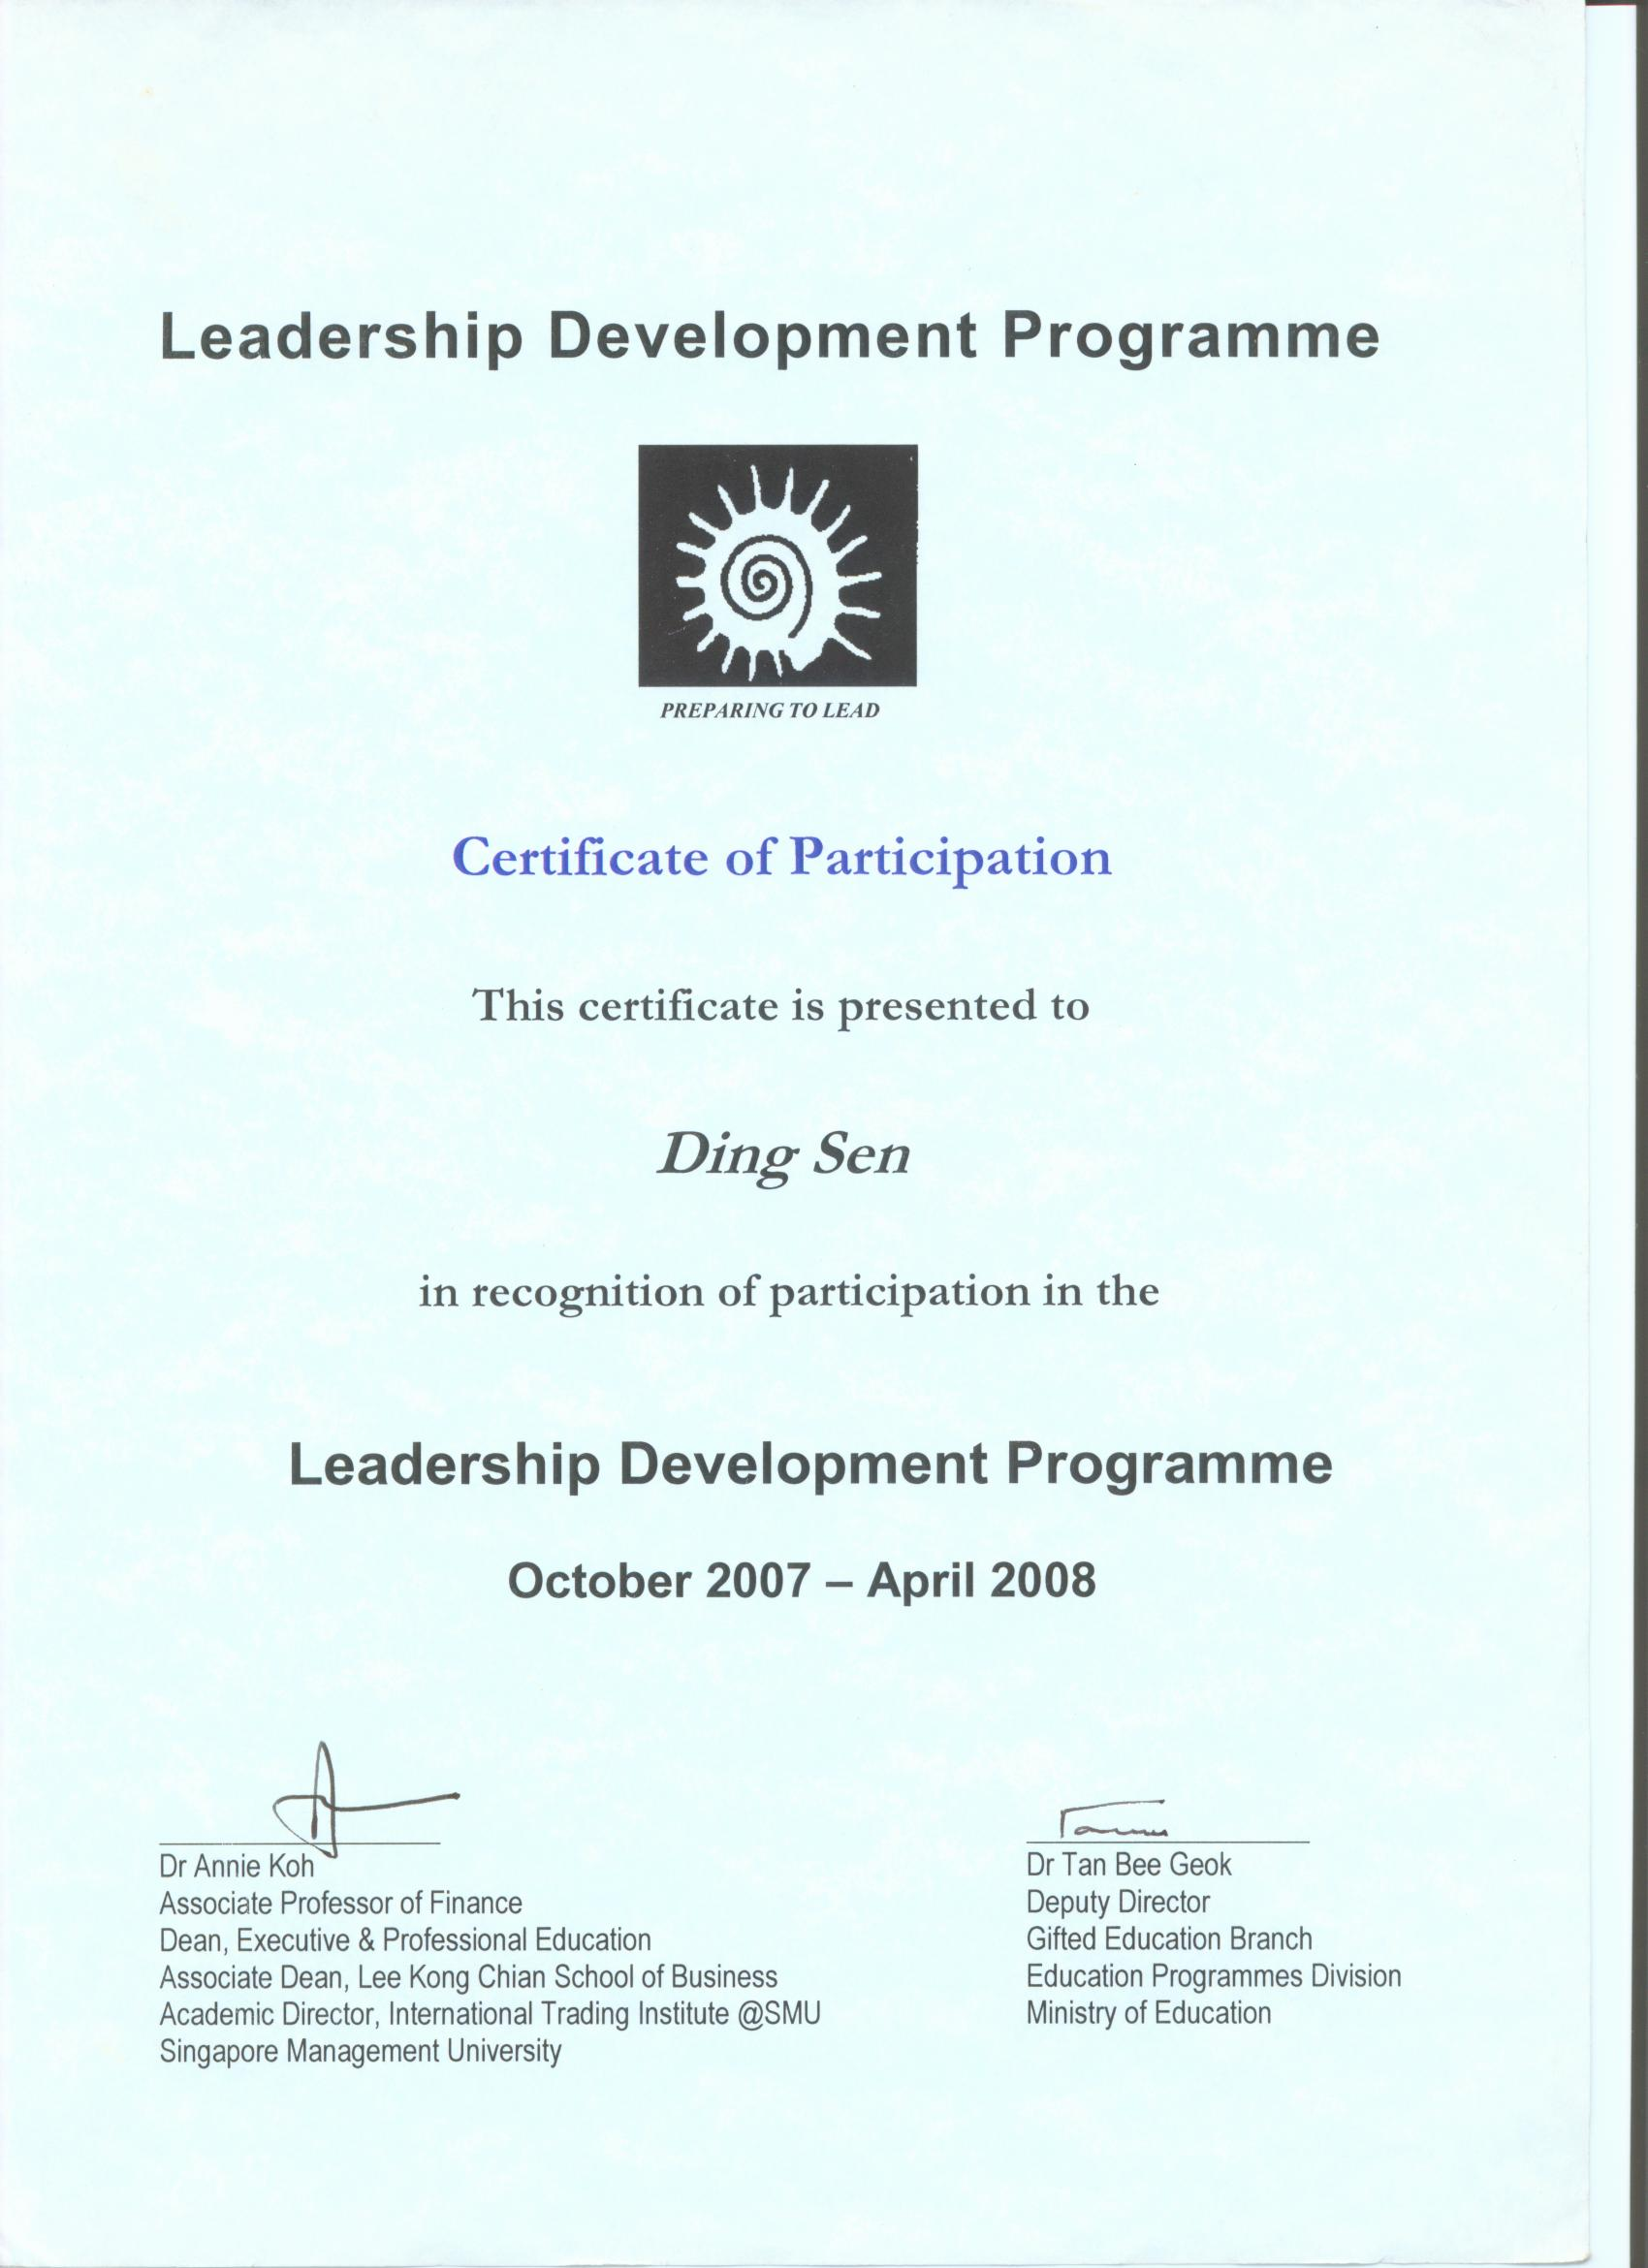 Leadership Development Programme
PREPARING TO LEAD
Certificate of Participation
This certificate is presented to
Ding Sen
in recognition of participation in the
Leadership Development Programme
October 2007 – April 2008
Dr Annie Koh
Associate Professor of Finance
Dean, Executive & Professional Education
Associate Dean, Lee Kong Chian School of Business
Academic Director, International Trading Institute @SMU
Singapore Management University
Dr Tan Bee Geok
Deputy Director
Gifted Education Branch
Education Programmes Division
Ministry of Education